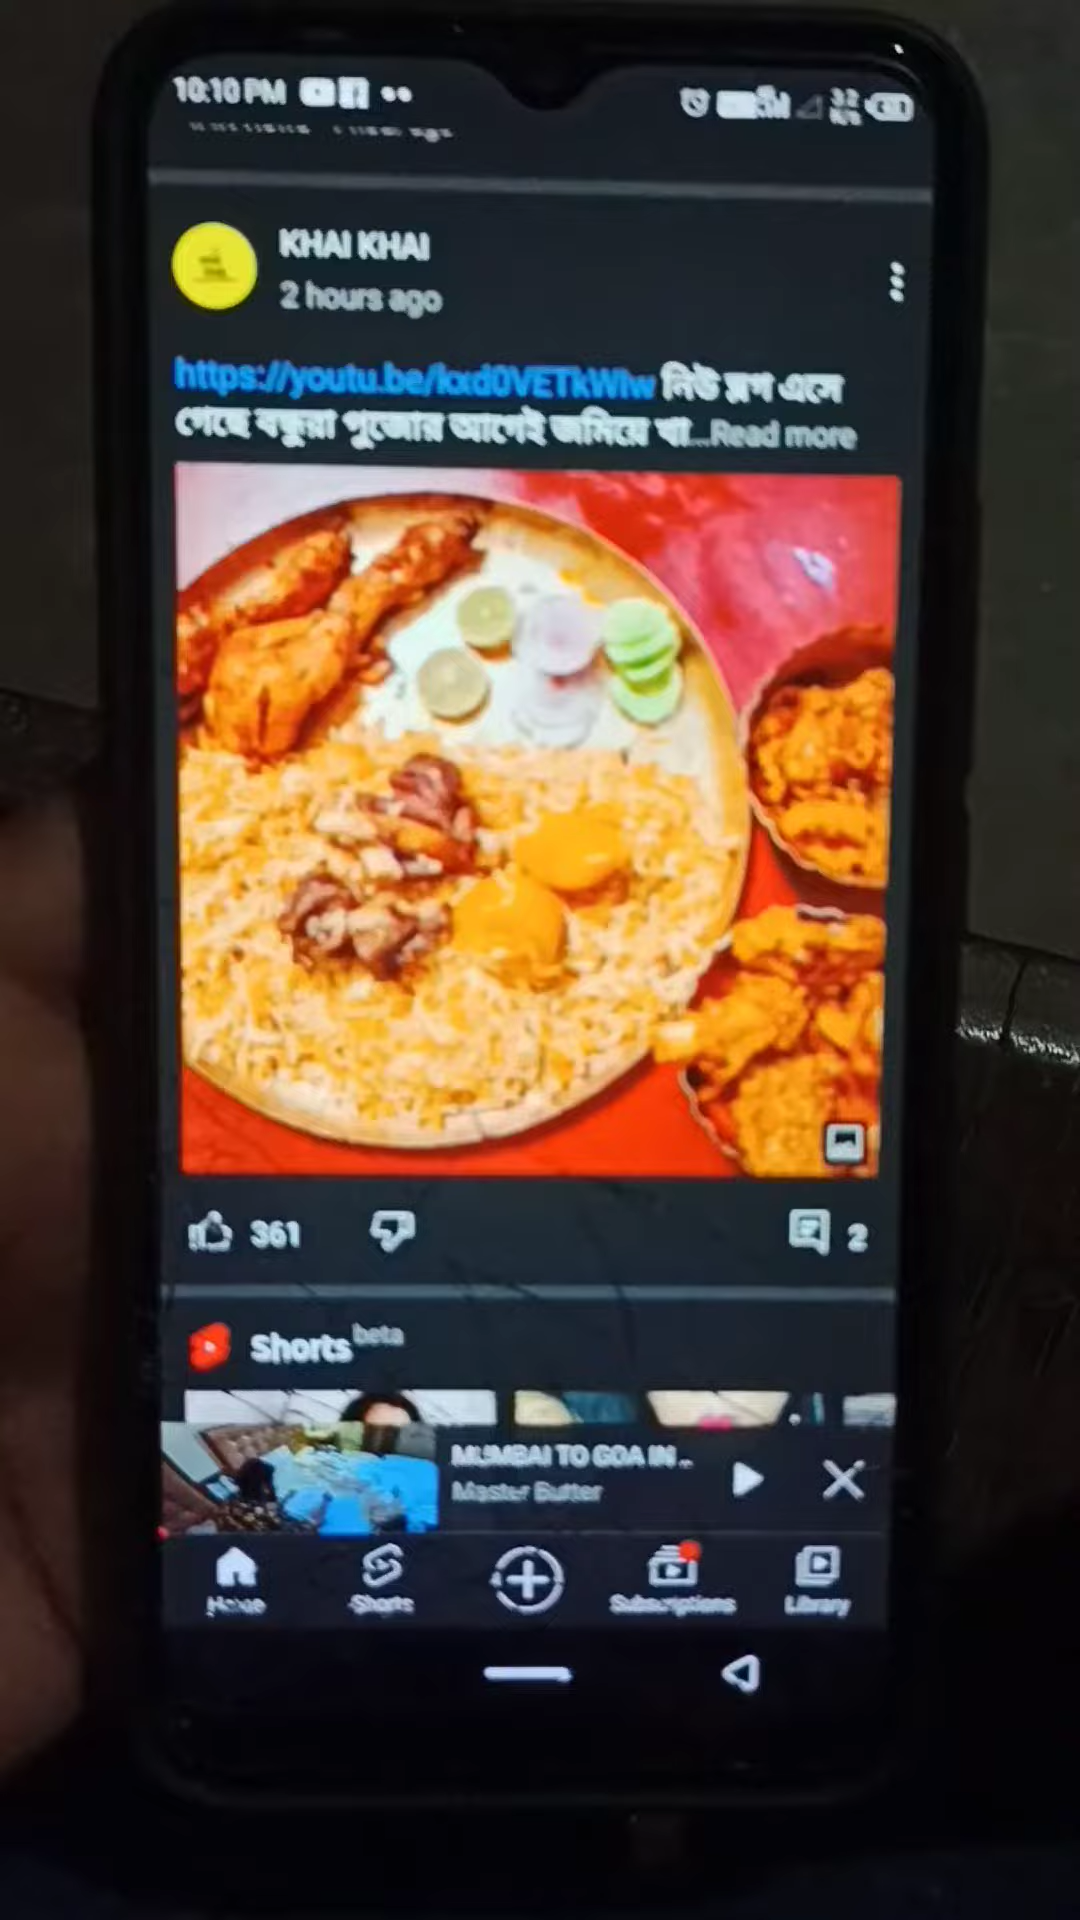 10:10 PM
KHAI KHAI
2 hours ago
https://youtu.be/kxd0VETkWlw নিউ ব্লগ এসে
গেছে বন্ধুরা পুজোর আগেই জমিয়ে খা...Read more
361
2
Shorts beta
MUMBAI TO GOA IN ..
Master Butter
Home
Shorts
Subscriptions
Library